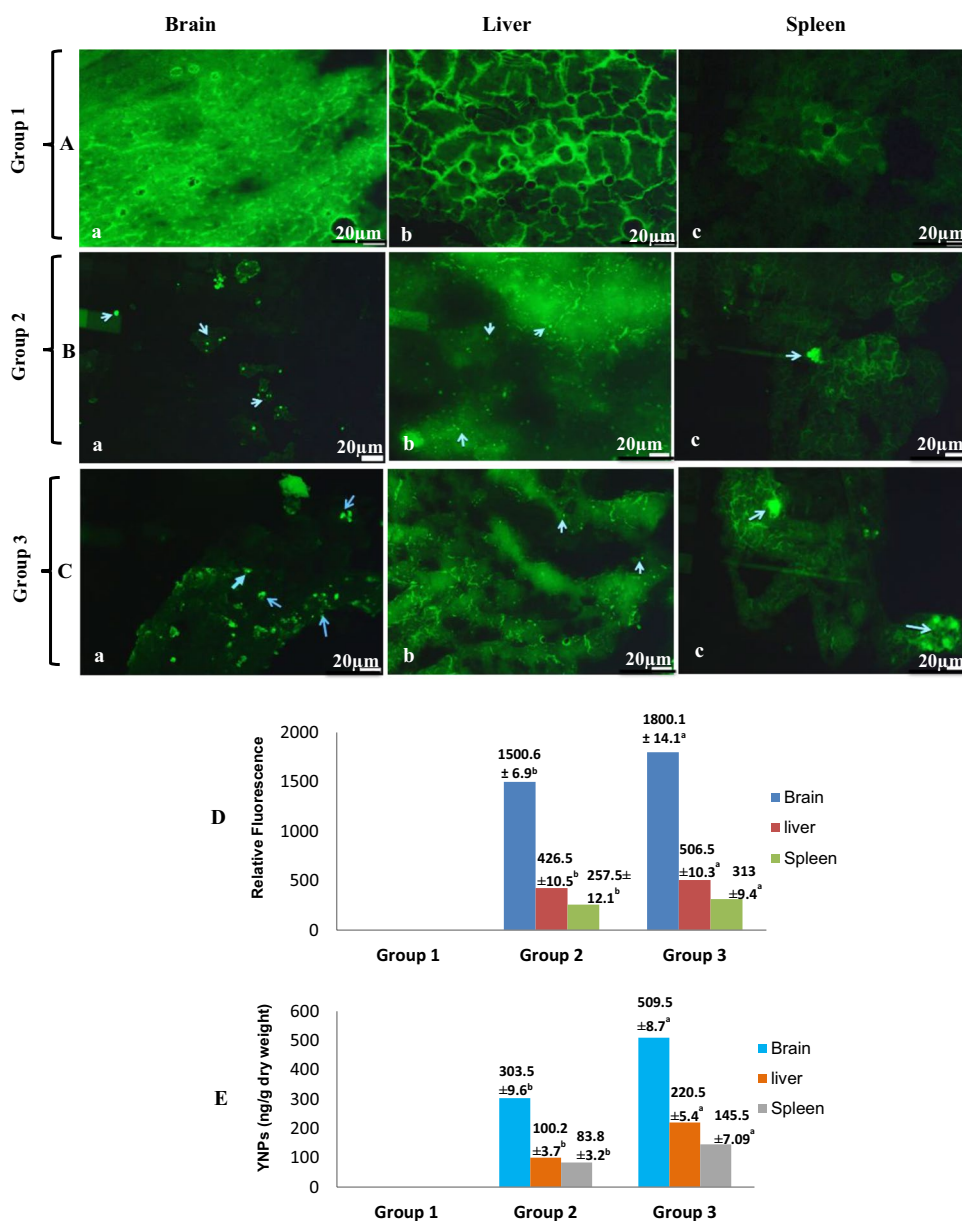 Brain Liver Spleen
Group 1
A
a 20µm
b 20µm
c 20µm
Group 2
B
a 20µm
b 20µm
c 20µm
Group 3
C
a 20µm
b 20µm
c 20µm
D
Relative Fluorescence
2000
1500
1000
500
0
1500.6
± 6.9ᵇ
426.5
±10.5ᵇ
257.5±
12.1ᵇ
1800.1
± 14.1ᵃ
506.5
±10.3ᵃ
313
±9.4ᵃ
Group 1 Group 2 Group 3
Brain
liver
Spleen
E
YNPs (ng/g dry weight)
600
500
400
300
200
100
0
303.5
±9.6ᵇ
100.2
±3.7ᵇ
83.8
±3.2ᵇ
509.5
±8.7ᵃ
220.5
±5.4ᵃ
145.5
±7.09ᵃ
Group 1 Group 2 Group 3
Brain
liver
Spleen